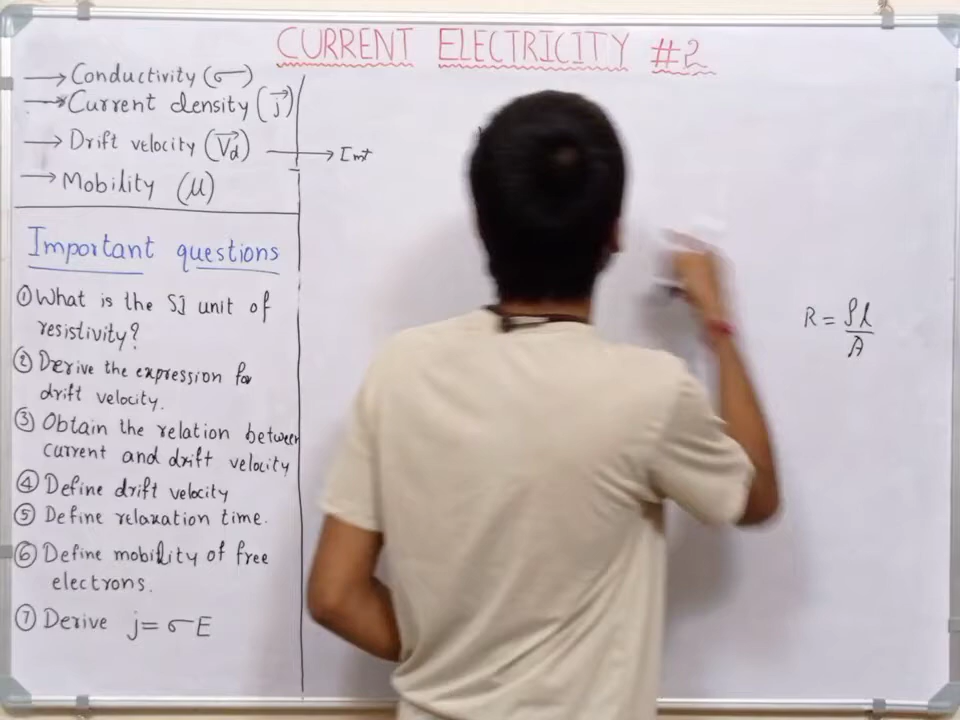 CURRENT ELECTRICITY #2
→ Conductivity (σ)
→ Current density (j⃗)
→ Drift velocity (V⃗d) → Imt
→ Mobility (μ)
Important questions
① What is the SI unit of
resistivity?
② Derive the expression for
drift velocity.
③ Obtain the relation between
current and drift velocity
④ Define drift velocity
⑤ Define relaxation time.
⑥ Define mobility of free
electrons.
⑦ Derive j = σE
R = ρl/A